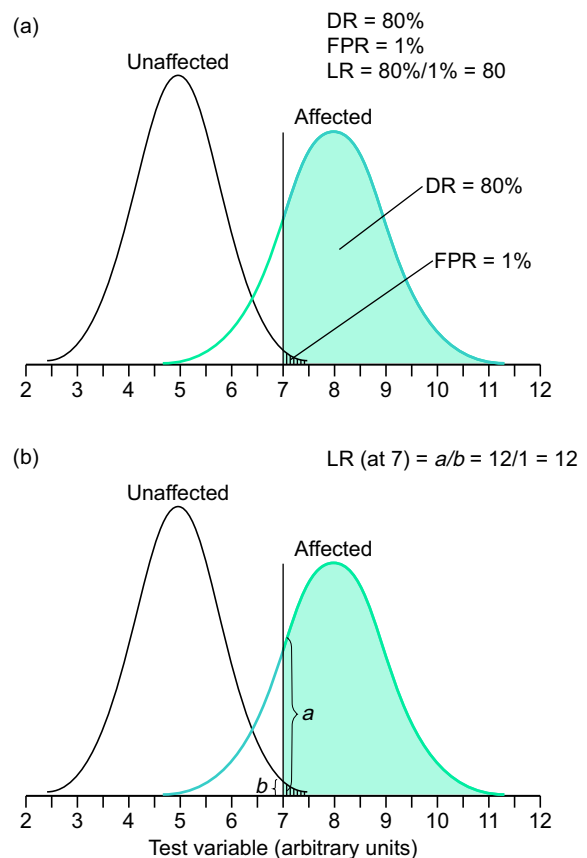 (a)
DR = 80%
FPR = 1%
LR = 80%/1% = 80
Unaffected
Affected
DR = 80%
FPR = 1%
2 3 4 5 6 7 8 9 10 11 12
(b)
LR (at 7) = a/b = 12/1 = 12
Unaffected
Affected
a
b
2 3 4 5 6 7 8 9 10 11 12
Test variable (arbitrary units)